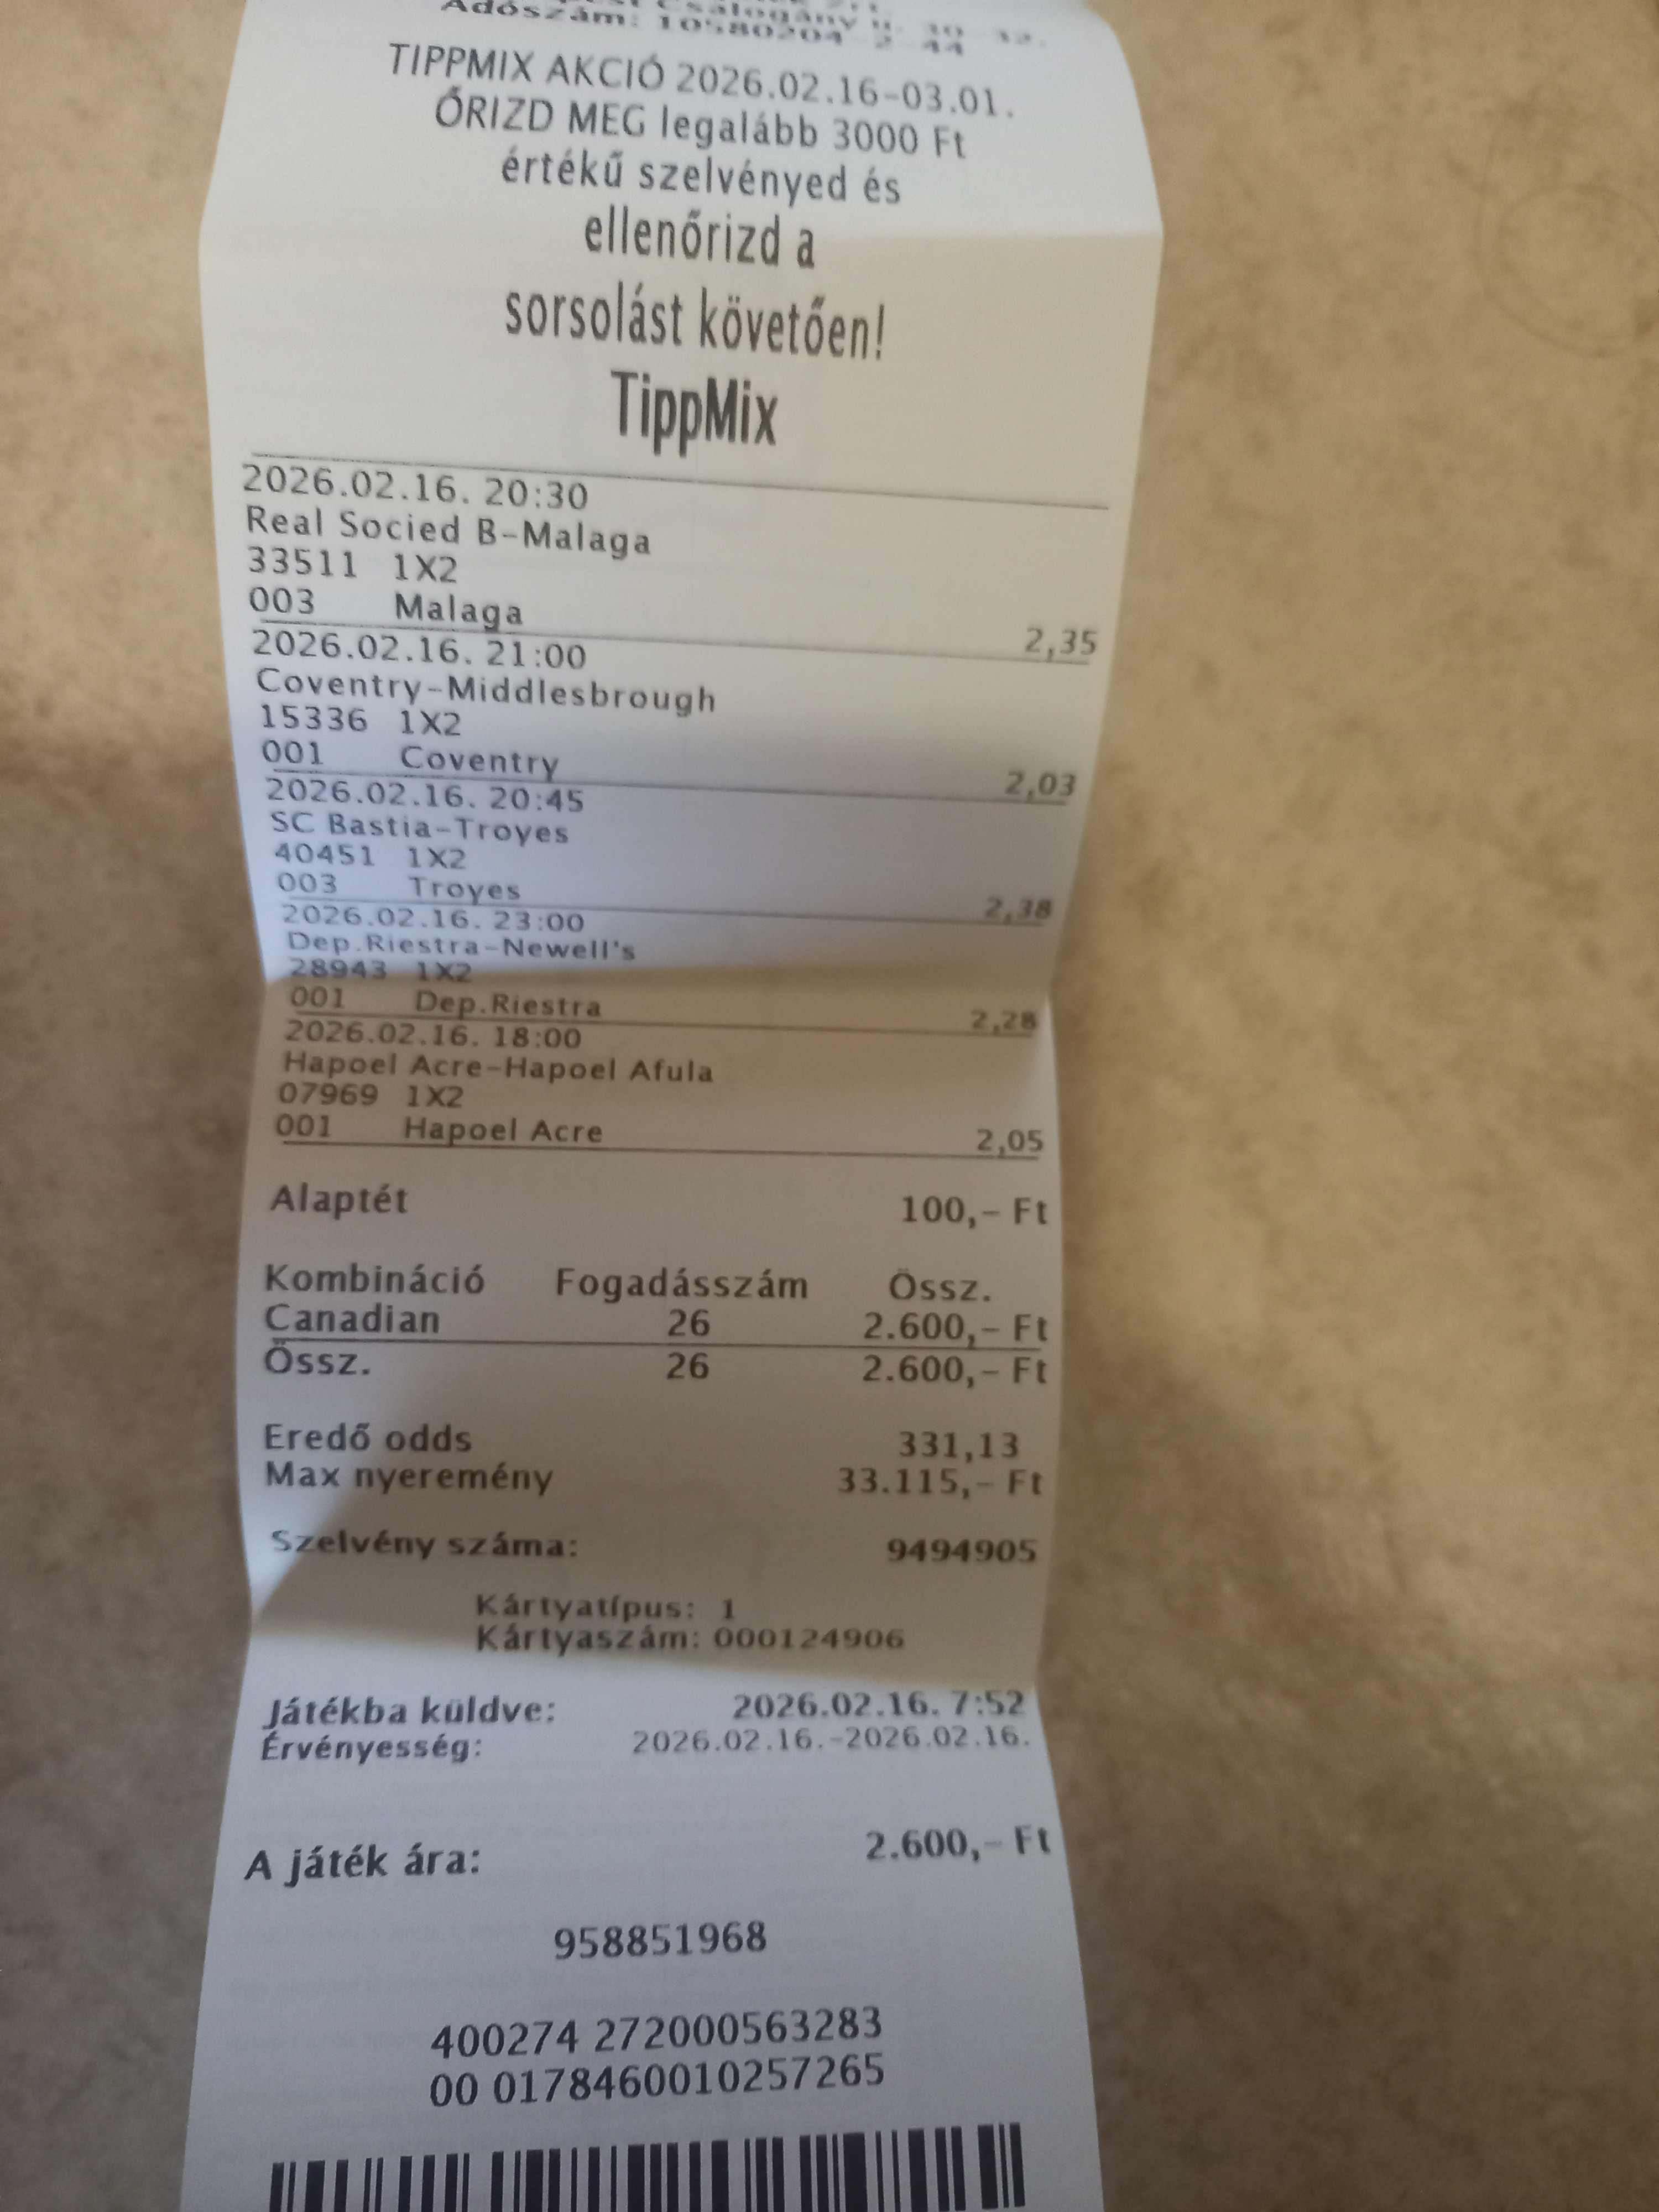 Csalogány u. 30-32.
Adószám: 10580204-2-44
TIPPMIX AKCIÓ 2026.02.16-03.01.
ŐRIZD MEG legalább 3000 Ft
értékű szelvényed és
ellenőrizd a
sorsolást követően!
TippMix
2026.02.16. 20:30
Real Socied B-Malaga
33511 1X2
003 Malaga 2,35
2026.02.16. 21:00
Coventry-Middlesbrough
15336 1X2
001 Coventry 2,03
2026.02.16. 20:45
SC Bastia-Troyes
40451 1X2
003 Troyes 2,38
2026.02.16. 23:00
Dep.Riestra-Newell's
28943 1X2
001 Dep.Riestra 2,28
2026.02.16. 18:00
Hapoel Acre-Hapoel Afula
07969 1X2
001 Hapoel Acre 2,05
Alaptét 100,- Ft
Kombináció Fogadásszám Össz.
Canadian 26 2.600,- Ft
Össz. 26 2.600,- Ft
Eredő odds 331,13
Max nyeremény 33.115,- Ft
Szelvény száma: 9494905
Kártyatípus: 1
Kártyaszám: 000124906
Játékba küldve: 2026.02.16. 7:52
Érvényesség: 2026.02.16.-2026.02.16.
A játék ára: 2.600,- Ft
958851968
400274 272000563283
00 0178460010257265